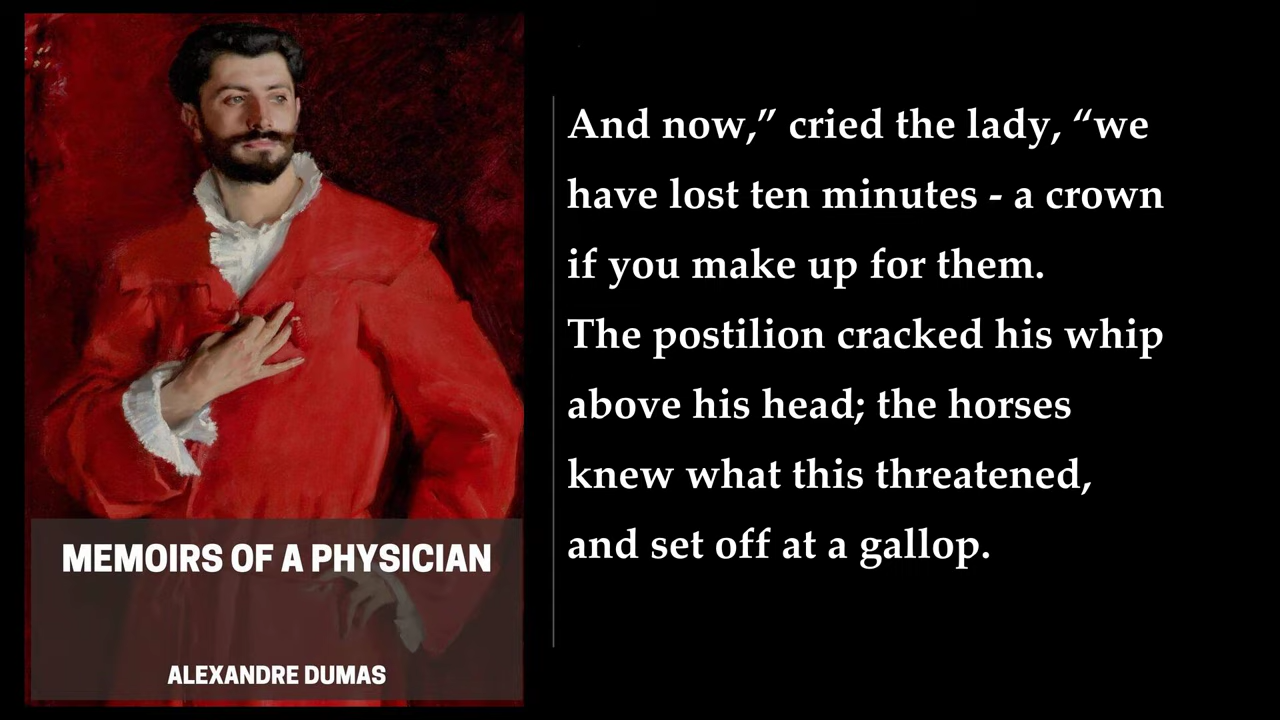 And now,” cried the lady, “we
have lost ten minutes - a crown
if you make up for them.
The postilion cracked his whip
above his head; the horses
knew what this threatened,
and set off at a gallop.
MEMOIRS OF A PHYSICIAN
ALEXANDRE DUMAS